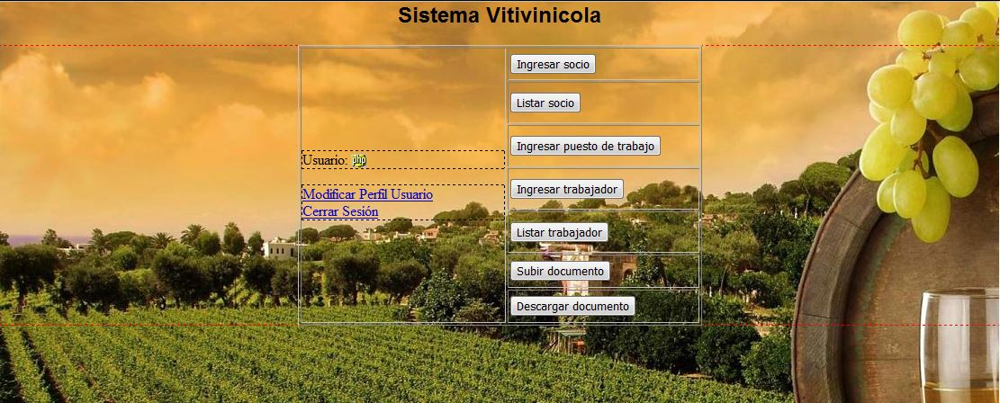 Sistema Vitivinicola
Usuario: php
Modificar Perfil Usuario
Cerrar Sesión
Ingresar socio
Listar socio
Ingresar puesto de trabajo
Ingresar trabajador
Listar trabajador
Subir documento
Descargar documento